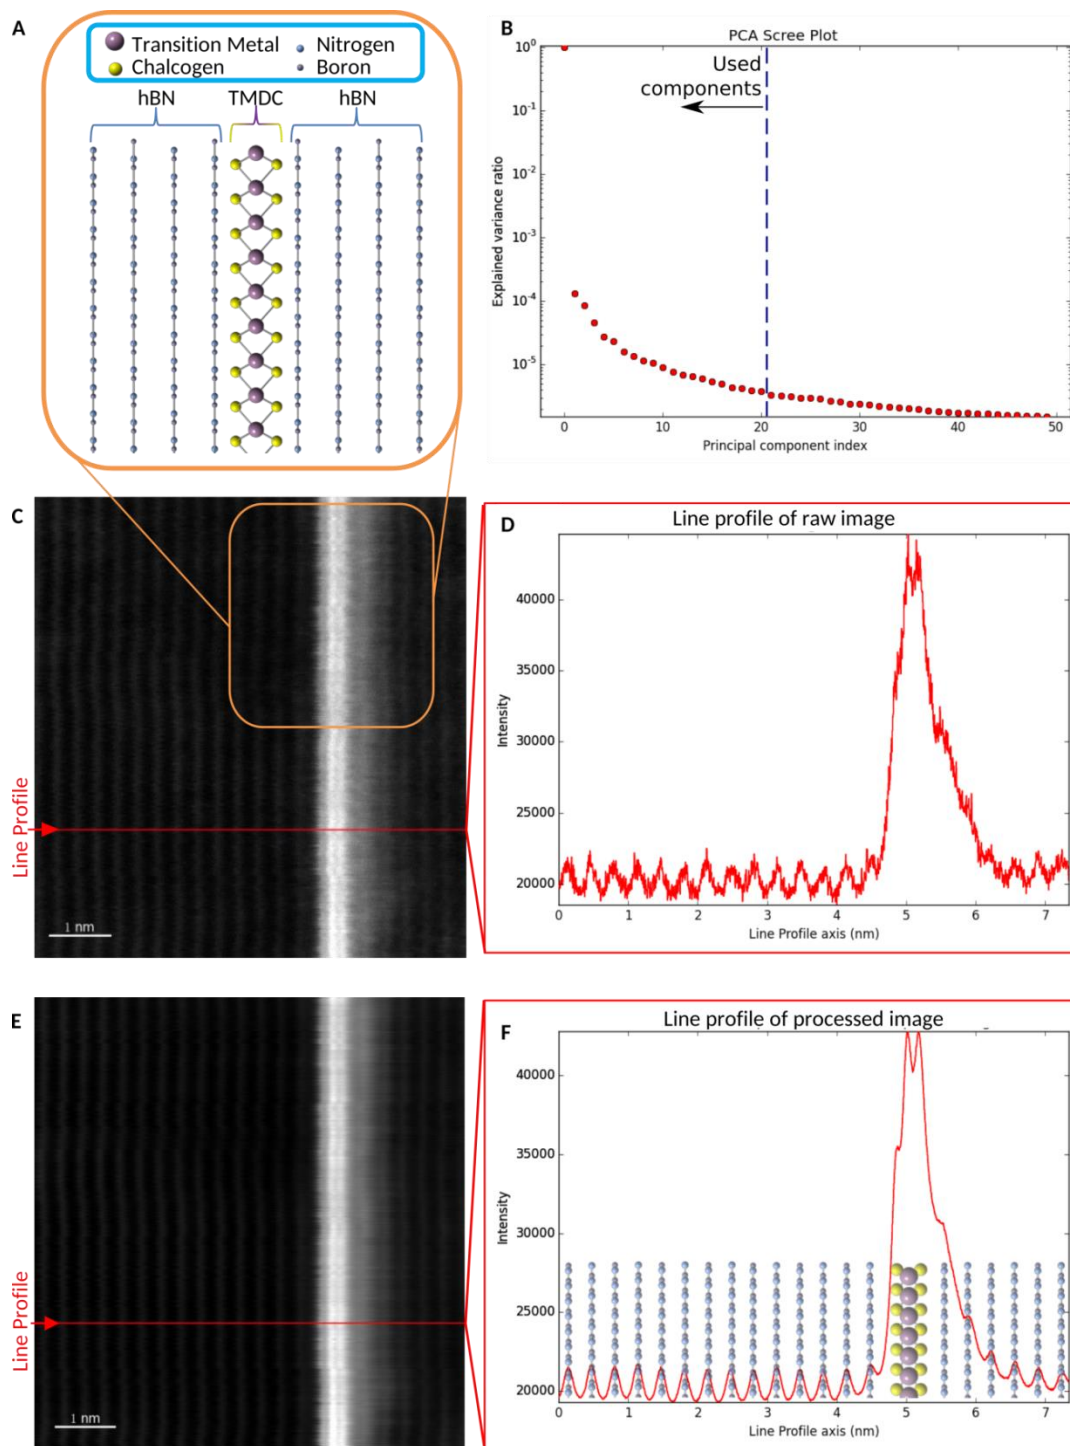 A
Transition Metal
Nitrogen
Chalcogen
Boron
hBN
TMDC
hBN
B
PCA Scree Plot
Used
components
Explained variance ratio
10^0
10^-1
10^-2
10^-3
10^-4
10^-5
0 10 20 30 40 50
Principal component index
C
Line Profile
1 nm
D
Line profile of raw image
Intensity
40000
35000
30000
25000
20000
0 1 2 3 4 5 6 7
Line Profile axis (nm)
E
Line Profile
1 nm
F
Line profile of processed image
Intensity
40000
35000
30000
25000
20000
0 1 2 3 4 5 6 7
Line Profile axis (nm)